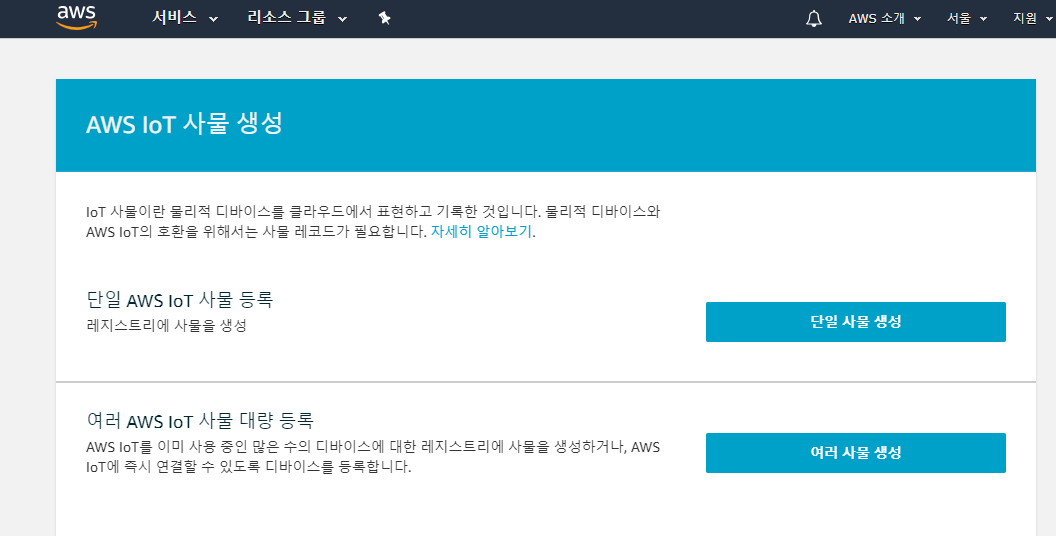 aws 서비스 리소스 그룹 AWS 소개 서울 지원
AWS IoT 사물 생성
IoT 사물이란 물리적 디바이스를 클라우드에서 표현하고 기록한 것입니다. 물리적 디바이스와
AWS IoT의 호환을 위해서는 사물 레코드가 필요합니다. 자세히 알아보기.
단일 AWS IoT 사물 등록
레지스트리에 사물을 생성
단일 사물 생성
여러 AWS IoT 사물 대량 등록
AWS IoT를 이미 사용 중인 많은 수의 디바이스에 대한 레지스트리에 사물을 생성하거나, AWS
IoT에 즉시 연결할 수 있도록 디바이스를 등록합니다.
여러 사물 생성